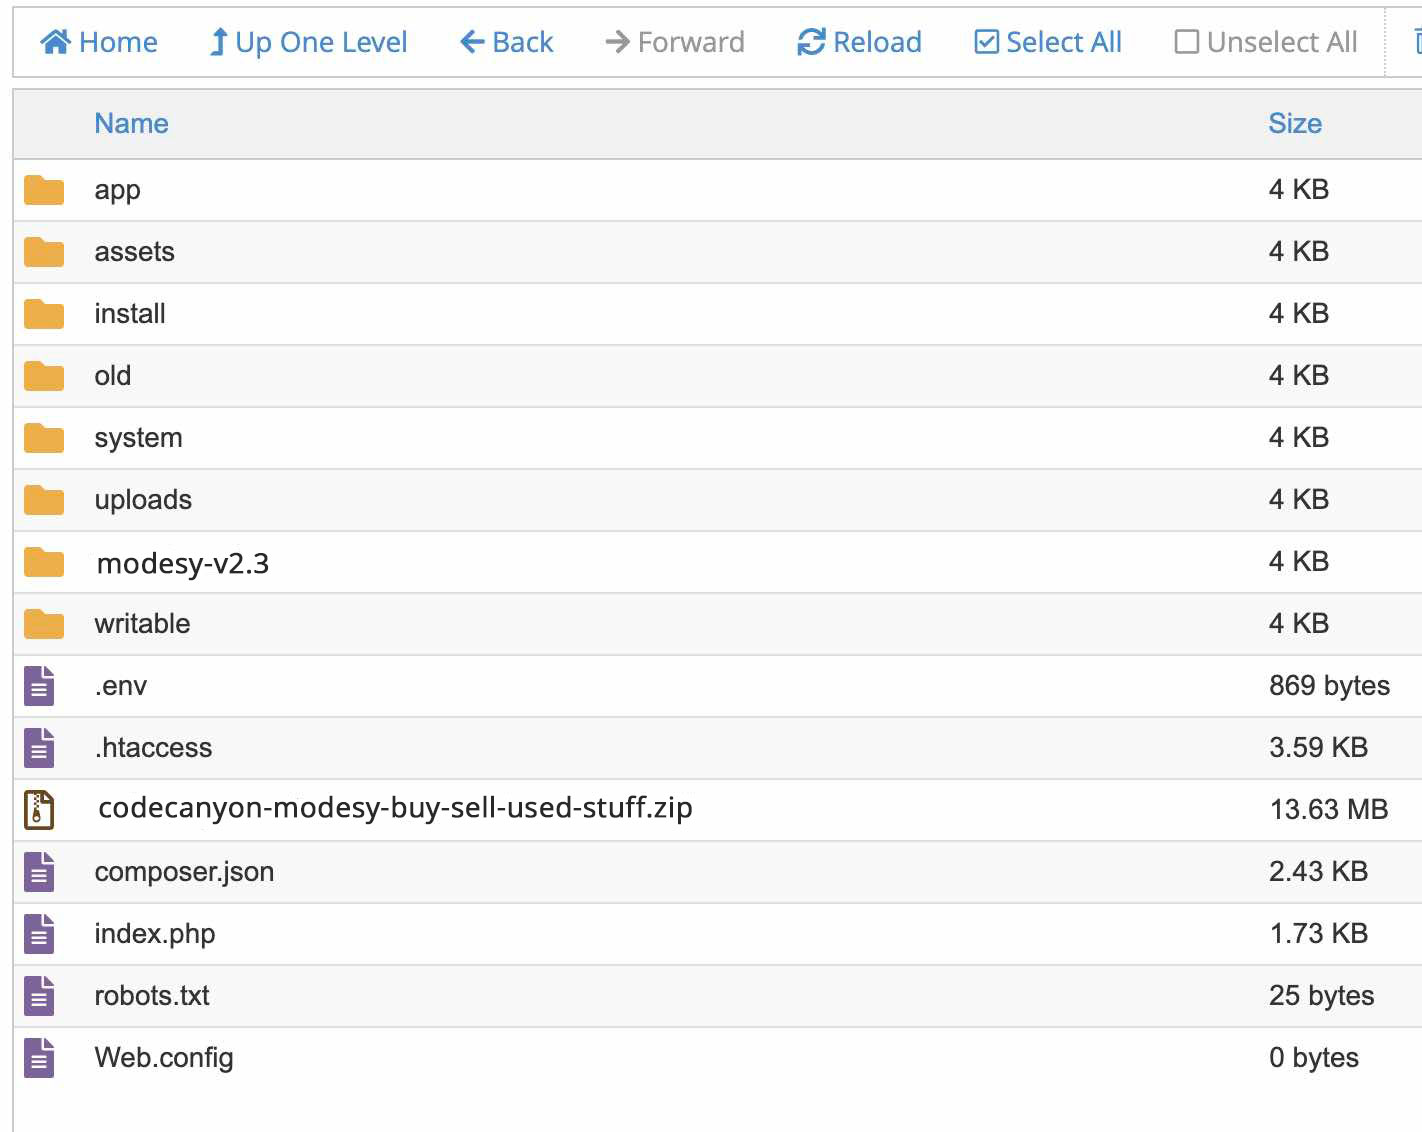 Home Up One Level Back Forward Reload Select All Unselect All
Name Size
app 4 KB
assets 4 KB
install 4 KB
old 4 KB
system 4 KB
uploads 4 KB
modesy-v2.3 4 KB
writable 4 KB
.env 869 bytes
.htaccess 3.59 KB
codecanyon-modesy-buy-sell-used-stuff.zip 13.63 MB
composer.json 2.43 KB
index.php 1.73 KB
robots.txt 25 bytes
Web.config 0 bytes